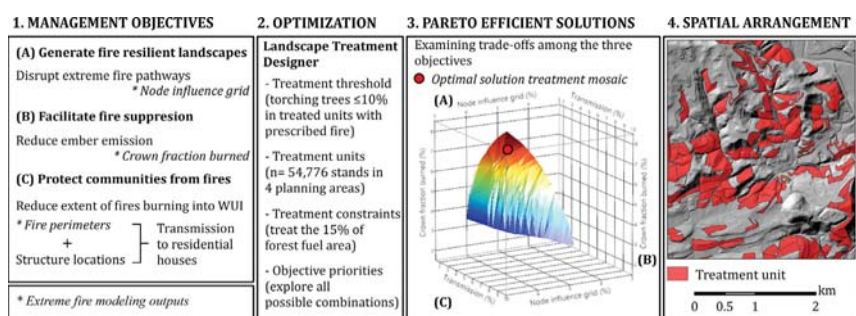 1. MANAGEMENT OBJECTIVES
(A) Generate fire resilient landscapes
Disrupt extreme fire pathways
* Node influence grid
(B) Facilitate fire suppresion
Reduce ember emission
* Crown fraction burned
(C) Protect communities from fires
Reduce extent of fires burning into WUI
* Fire perimeters
+
Structure locations
Transmission
to residential
houses
* Extreme fire modeling outputs
2. OPTIMIZATION
Landscape Treatment
Designer
- Treatment threshold
(torching trees ≤10%
in treated units with
prescribed fire)
- Treatment units
(n= 54,776 stands in
4 planning areas)
- Treatment constraints
(treat the 15% of
forest fuel area)
- Objective priorities
(explore all
possible combinations)
3. PARETO EFFICIENT SOLUTIONS
Examining trade-offs among the three
objectives
Optimal solution treatment mosaic
(A)
Node influence grid (%)
Transmission (%)
Crown fraction burned (%)
Crown fraction burned (%)
(B)
(C)
Transmission (%)
Node influence grid (%)
4. SPATIAL ARRANGEMENT
Treatment unit
km
0 0.5 1 2